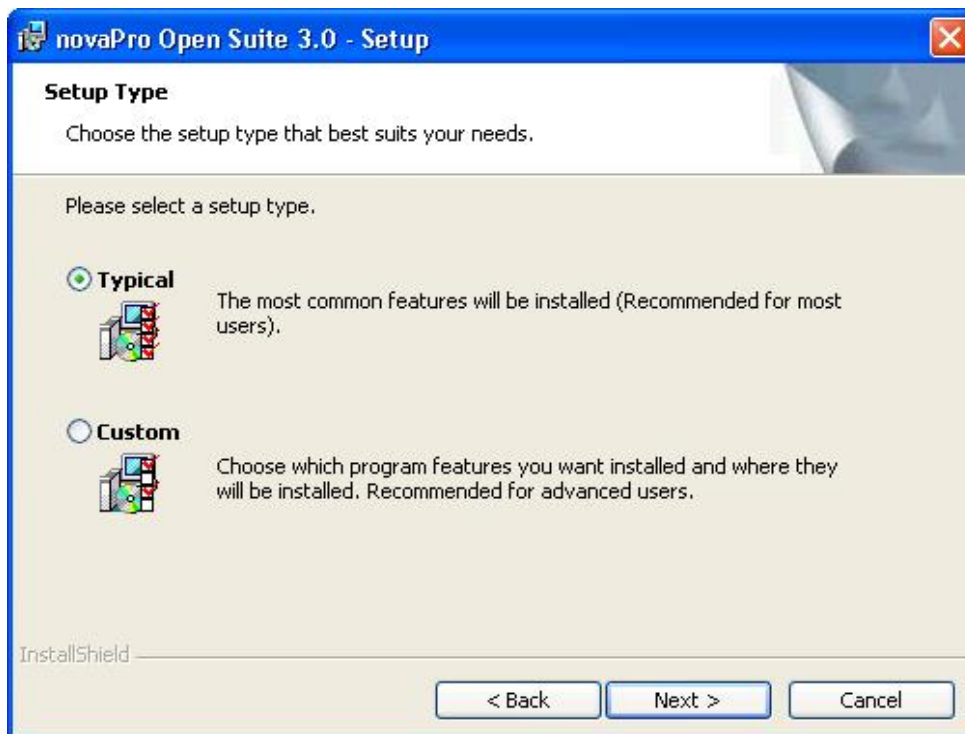 novaPro Open Suite 3.0 - Setup
Setup Type
Choose the setup type that best suits your needs.
Please select a setup type.
Typical
The most common features will be installed (Recommended for most
users).
Custom
Choose which program features you want installed and where they
will be installed. Recommended for advanced users.
InstallShield
< Back
Next >
Cancel